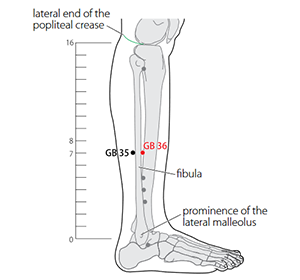 lateral end of the
popliteal crease
16
8
7
0
GB 35
GB 36
fibula
prominence of the
lateral malleolus